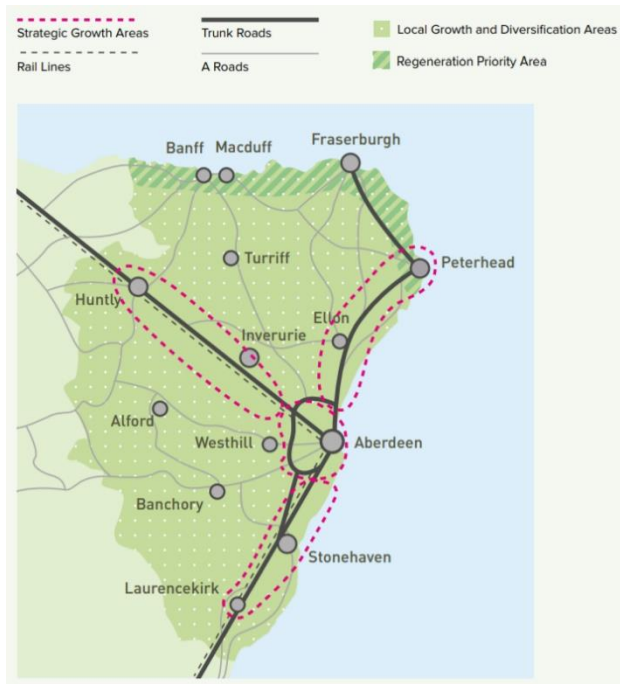 Strategic Growth Areas
Trunk Roads
Local Growth and Diversification Areas
Rail Lines
A Roads
Regeneration Priority Area
Banff
Macduff
Fraserburgh
Turriff
Peterhead
Huntly
Ellon
Inverurie
Alford
Westhill
Aberdeen
Banchory
Stonehaven
Laurencekirk